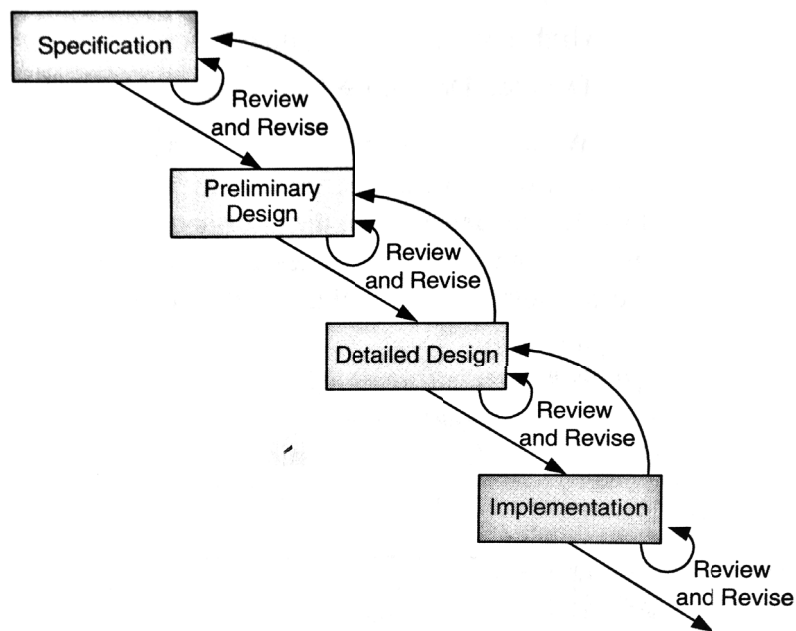 Specification
Review
and Revise
Preliminary
Design
Review
and Revise
Detailed Design
Review
and Revise
Implementation
Review
and Revise